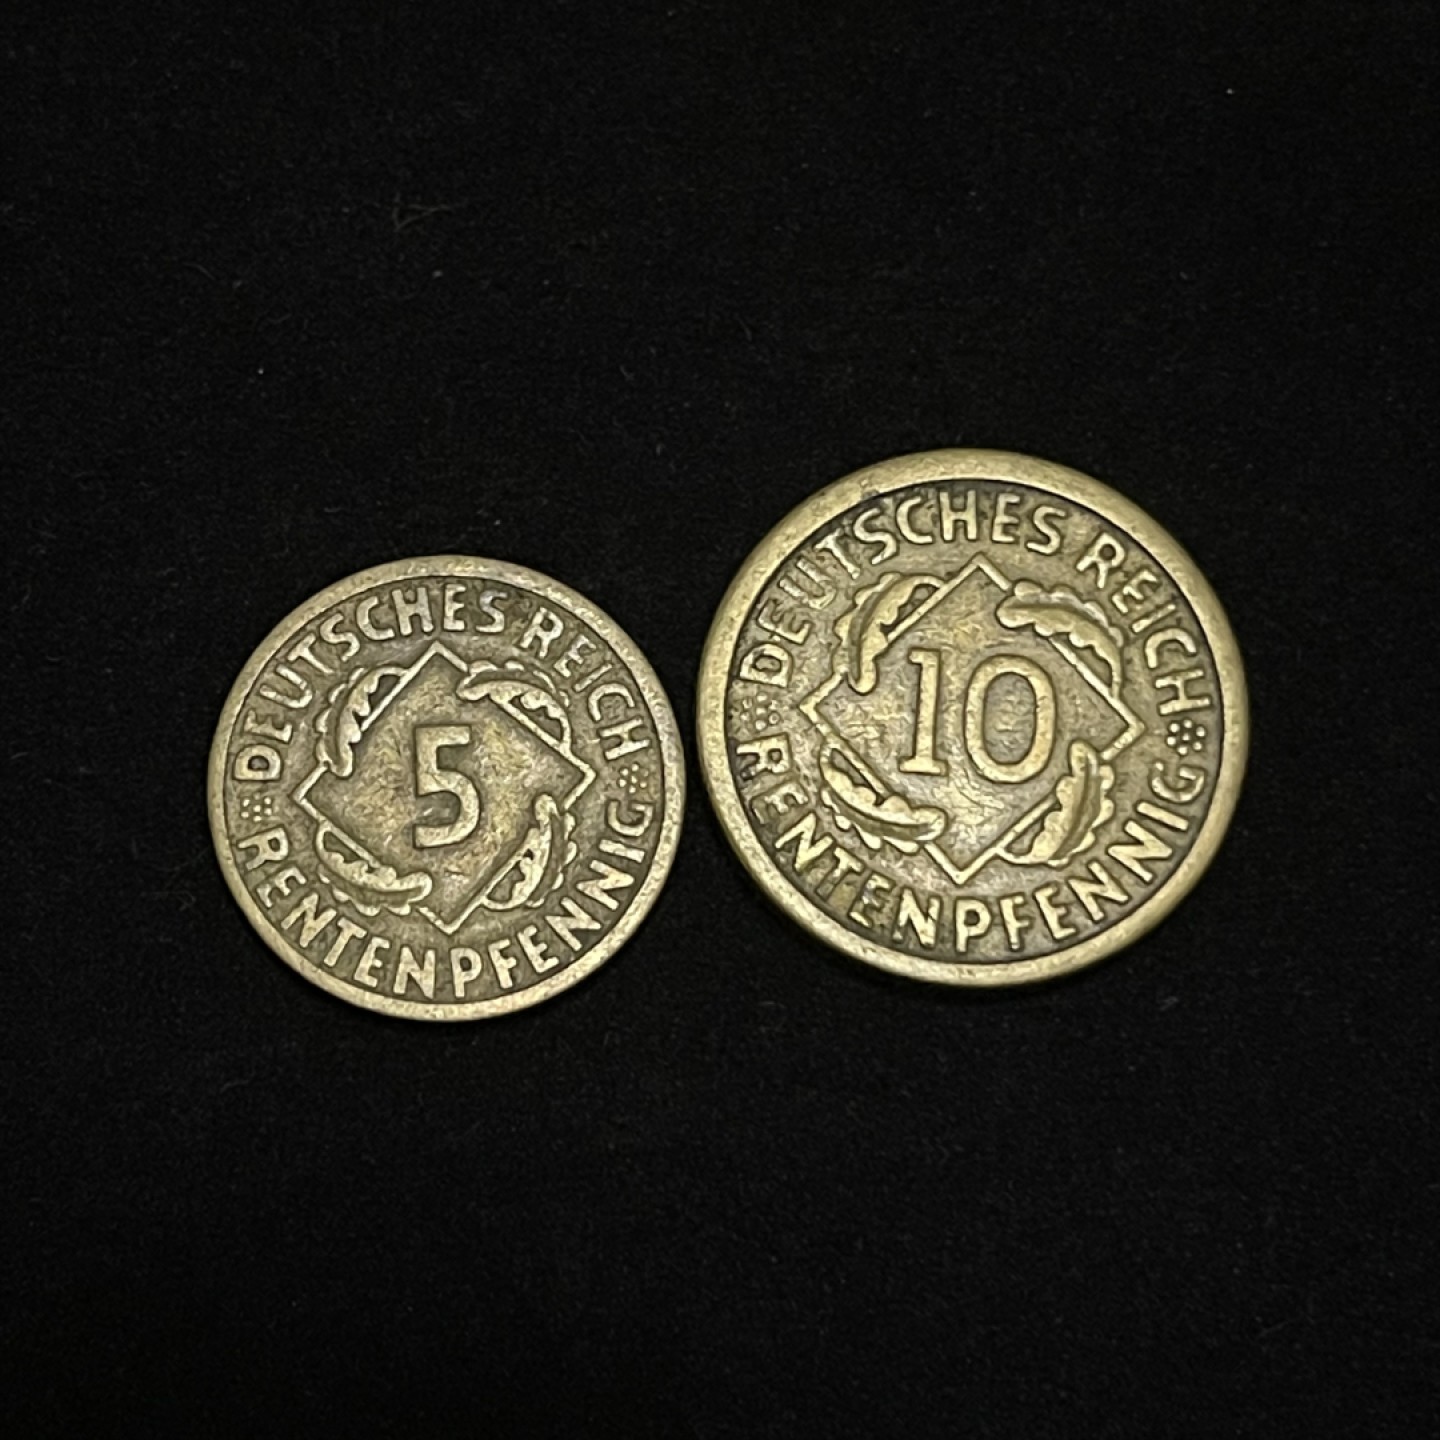 DEUTSCHES REICH
5
RENTENPFENNIG
DEUTSCHES REICH
10
RENTENPFENNIG